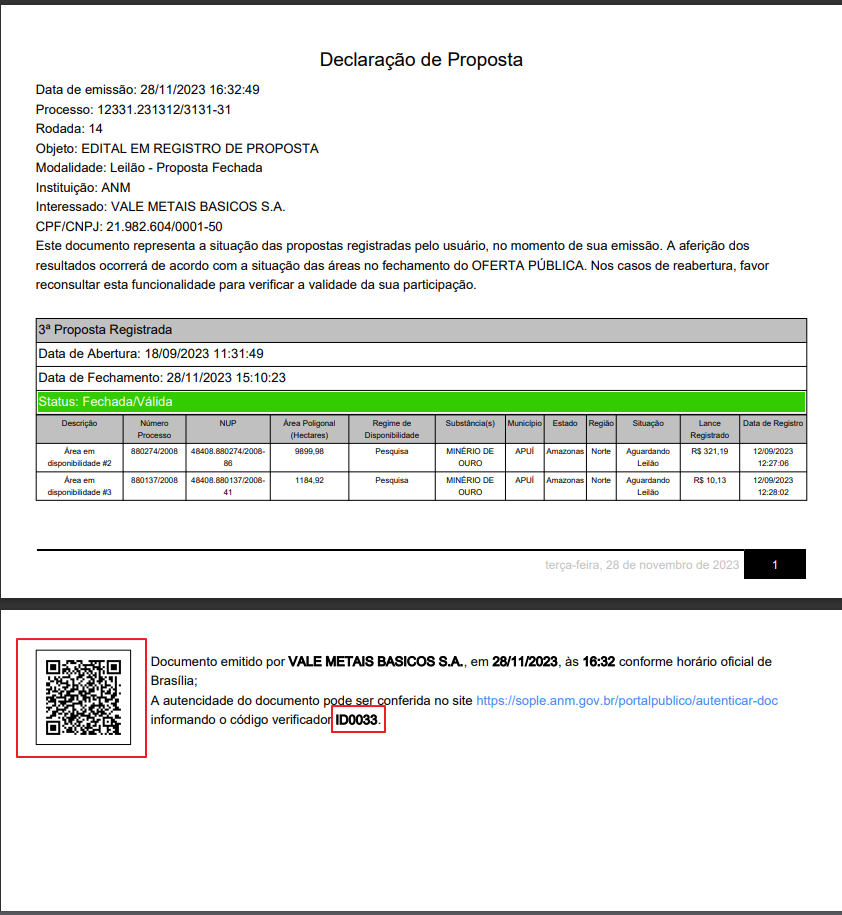 Declaração de Proposta
Data de emissão: 28/11/2023 16:32:49
Processo: 12331.231312/3131-31
Rodada: 14
Objeto: EDITAL EM REGISTRO DE PROPOSTA
Modalidade: Leilão - Proposta Fechada
Instituição: ANM
Interessado: VALE METAIS BASICOS S.A.
CPF/CNPJ: 21.982.604/0001-50
Este documento representa a situação das propostas registradas pelo usuário, no momento de sua emissão. A aferição dos
resultados ocorrerá de acordo com a situação das áreas no fechamento do OFERTA PÚBLICA. Nos casos de reabertura, favor
reconsultar esta funcionalidade para verificar a validade da sua participação.
3ª Proposta Registrada
Data de Abertura: 18/09/2023 11:31:49
Data de Fechamento: 28/11/2023 15:10:23
Status: Fechada/Válida
Descrição Número Processo NUP Área Poligonal (Hectares) Regime de Disponibilidade Substância(s) Município Estado Região Situação Lance Registrado Data de Registro
Área em disponibilidade #2 880274/2008 48408.880274/2008-86 9899,98 Pesquisa MINÉRIO DE OURO APUÍ Amazonas Norte Aguardando Leilão R$ 321,19 12/09/2023 12:27:06
Área em disponibilidade #3 880137/2008 48408.880137/2008-41 1184,92 Pesquisa MINÉRIO DE OURO APUÍ Amazonas Norte Aguardando Leilão R$ 10,13 12/09/2023 12:28:02
terça-feira, 28 de novembro de 2023 1
Documento emitido por VALE METAIS BASICOS S.A., em 28/11/2023, às 16:32 conforme horário oficial de
Brasília;
A autencidade do documento pode ser conferida no site https://sople.anm.gov.br/portalpublico/autenticar-doc
informando o código verificador ID0033.